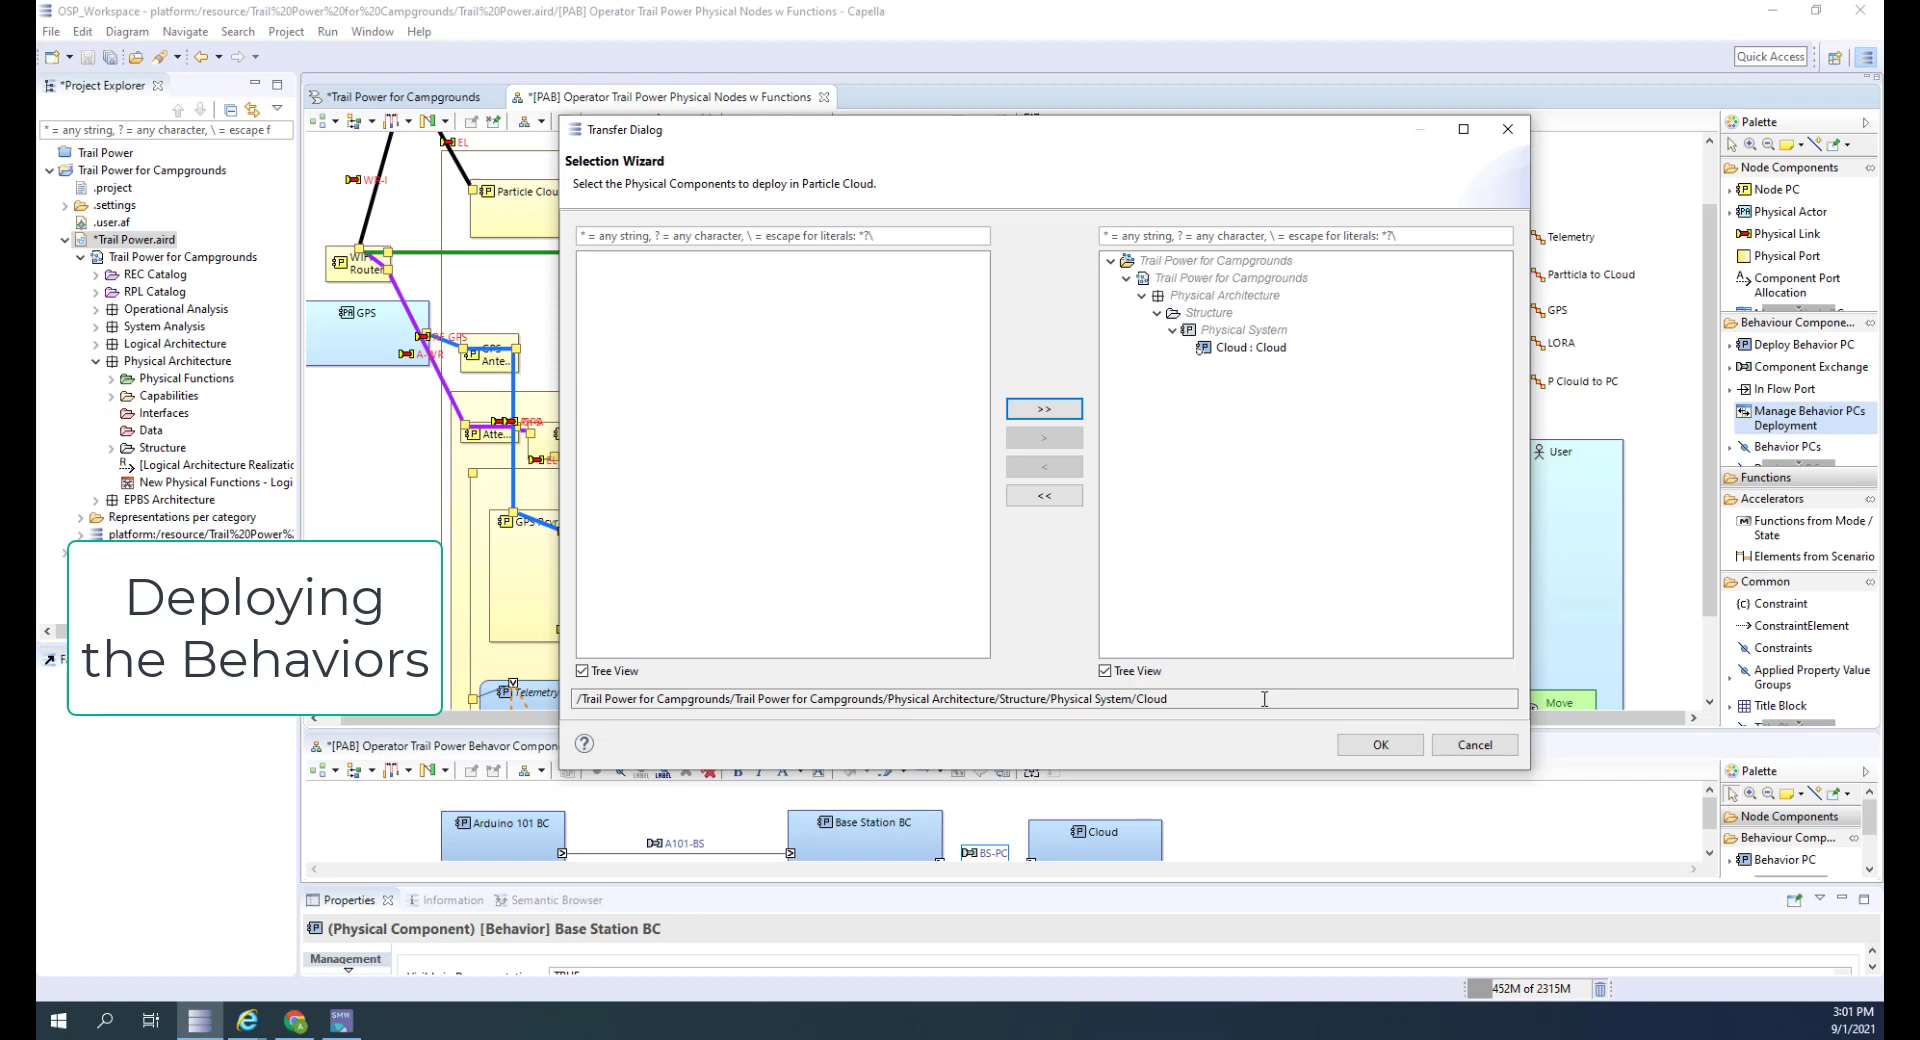 OSP_Workspace - platform:/resource/Trail%20Power%20for%20Campgrounds/Trail%20Power.aird/[PAB] Operator Trail Power Physical Nodes w Functions - Capella
File Edit Diagram Navigate Search Project Run Window Help
Quick Access
*Project Explorer
* = any string, ? = any character, \ = escape f
Trail Power
Trail Power for Campgrounds
.project
.settings
.user.af
*Trail Power.aird
Trail Power for Campgrounds
REC Catalog
RPL Catalog
Operational Analysis
System Analysis
Logical Architecture
Physical Architecture
Physical Functions
Capabilities
Interfaces
Data
Structure
[Logical Architecture Realizatic
New Physical Functions - Logi
EPBS Architecture
Representations per category
platform:/resource/Trail%20Power%
Deploying
the Behaviors
*Trail Power for Campgrounds
*[PAB] Operator Trail Power Physical Nodes w Functions
EL
Particle Clou
WiFi
Router
GPS
GPS
Ante...
A-WR
Atte...
Telemetry
Transfer Dialog
Selection Wizard
Select the Physical Components to deploy in Particle Cloud.
* = any string, ? = any character, \ = escape for literals: *?\
* = any string, ? = any character, \ = escape for literals: *?\
Trail Power for Campgrounds
Trail Power for Campgrounds
Physical Architecture
Structure
Physical System
Cloud : Cloud
>>
>
<
<<
Tree View
Tree View
/Trail Power for Campgrounds/Trail Power for Campgrounds/Physical Architecture/Structure/Physical System/Cloud
OK
Cancel
Telemetry
Partticla to CLoud
GPS
LORA
P Clould to PC
User
Move
Palette
Node Components
Node PC
Physical Actor
Physical Link
Physical Port
Component Port
Allocation
Behaviour Compone...
Deploy Behavior PC
Component Exchange
In Flow Port
Manage Behavior PCs
Deployment
Behavior PCs
Functions
Accelerators
Functions from Mode /
State
Elements from Scenario
Common
Constraint
ConstraintElement
Constraints
Applied Property Value
Groups
Title Block
*[PAB] Operator Trail Power Behavor Compon
Arduino 101 BC
A101-BS
Base Station BC
BS-PC
Cloud
Palette
Node Components
Behaviour Comp...
Behavior PC
Properties
Information
Semantic Browser
(Physical Component) [Behavior] Base Station BC
Management
452M of 2315M
3:01 PM
9/1/2021
SMW